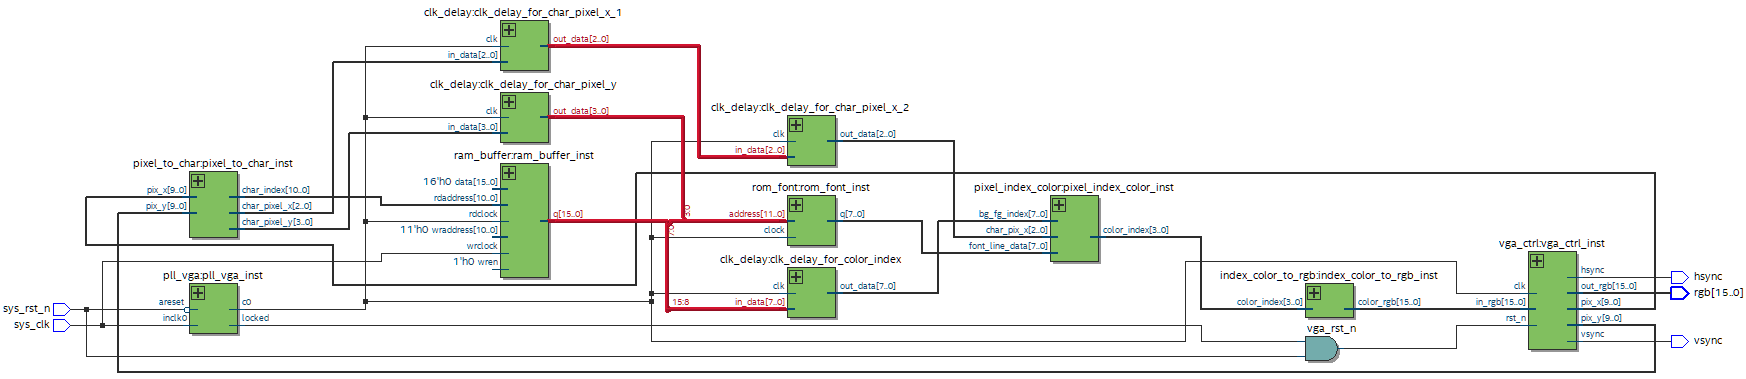 clk_delay:clk_delay_for_char_pixel_x_1
clk
in_data[2..0]
out_data[2..0]
clk_delay:clk_delay_for_char_pixel_y
clk
in_data[3..0]
out_data[3..0]
clk_delay:clk_delay_for_char_pixel_x_2
clk
in_data[2..0]
out_data[2..0]
pixel_to_char:pixel_to_char_inst
pix_x[9..0]
pix_y[9..0]
char_index[10..0]
char_pixel_x[2..0]
char_pixel_y[3..0]
ram_buffer:ram_buffer_inst
16'h0 data[15..0]
rdaddress[10..0]
rdclock
11'h0 wraddress[10..0]
wrclock
1'h0 wren
q[15..0]
3:0
7:0
15:8
rom_font:rom_font_inst
address[11..0]
clock
q[7..0]
pixel_index_color:pixel_index_color_inst
bg_fg_index[7..0]
char_pix_x[2..0]
font_line_data[7..0]
color_index[3..0]
clk_delay:clk_delay_for_color_index
clk
in_data[7..0]
out_data[7..0]
pll_vga:pll_vga_inst
areset
inclk0
c0
locked
sys_rst_n
sys_clk
index_color_to_rgb:index_color_to_rgb_inst
color_index[3..0]
color_rgb[15..0]
vga_rst_n
vga_ctrl:vga_ctrl_inst
clk
in_rgb[15..0]
rst_n
hsync
out_rgb[15..0]
pix_x[9..0]
pix_y[9..0]
vsync
hsync
rgb[15..0]
vsync